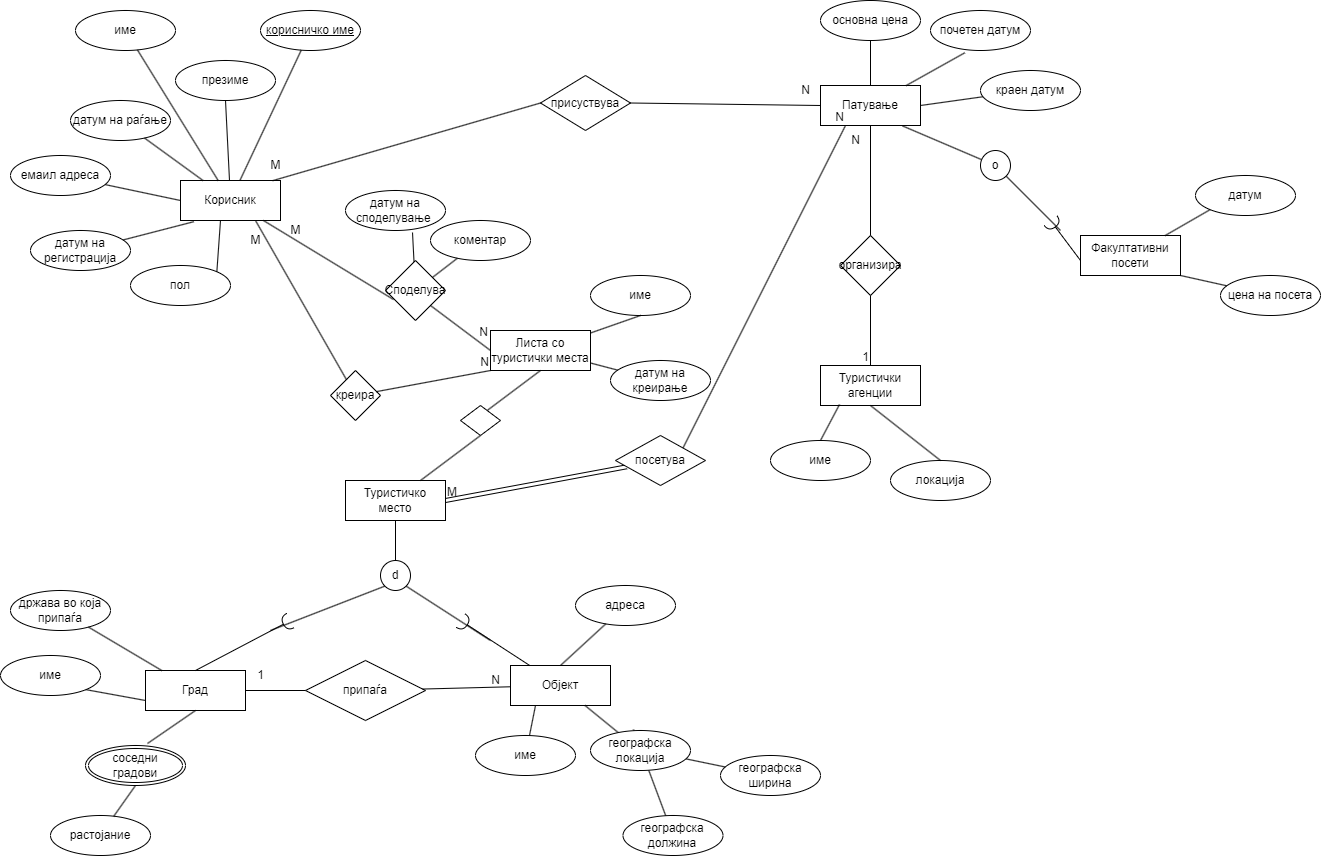 основна цена
име
корисничко име
почетен датум
презиме
краен датум
N
присуствува
Патување
датум на раѓање
N
N
M
о
емаил адреса
Корисник
датум
датум на
споделување
M
M
коментар
датум на
регистрација
Факултативни
посети
организира
пол
Споделува
име
цена на посета
N
Листа со
туристички места
N
1
датум на
креирање
Туристички
агенции
креира
посетува
име
локација
M
Туристичко
место
d
држава во која
припаѓа
адреса
име
1
N
Град
припаѓа
Објект
соседни
градови
име
географска
локација
географска
ширина
растојание
географска
должина